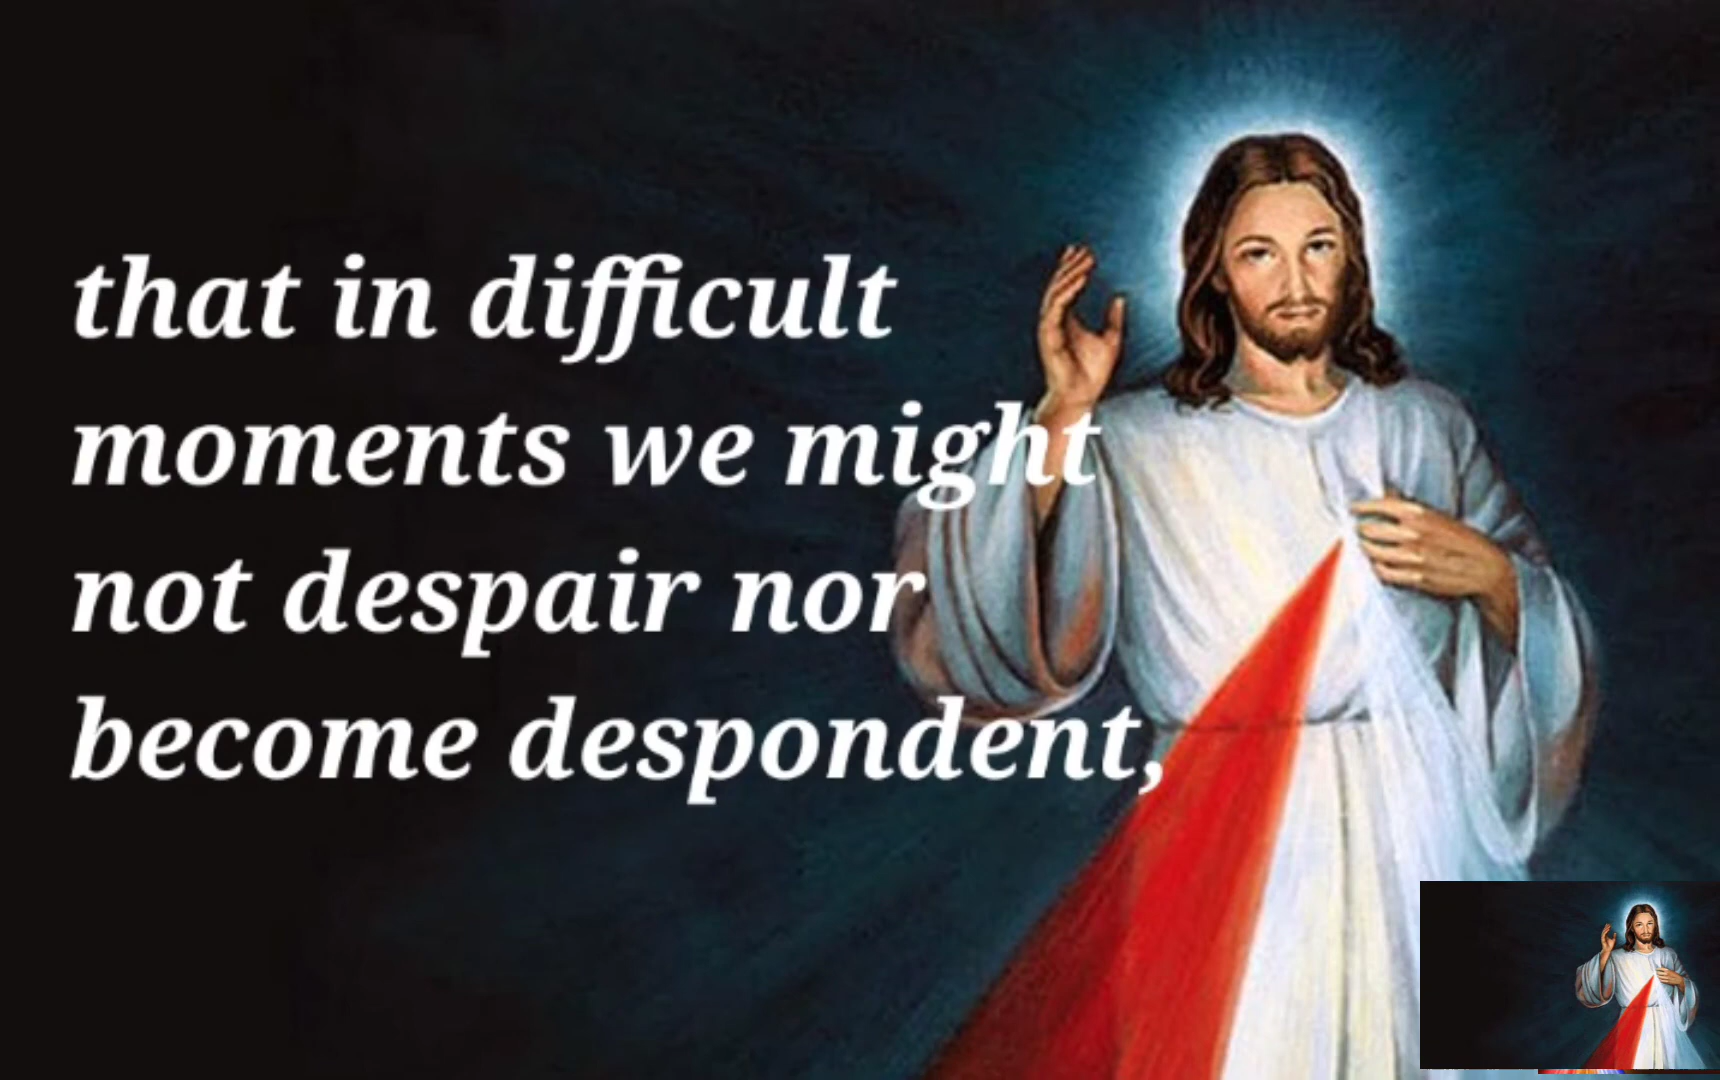 that in difficult
moments we might
not despair nor
become despondent,